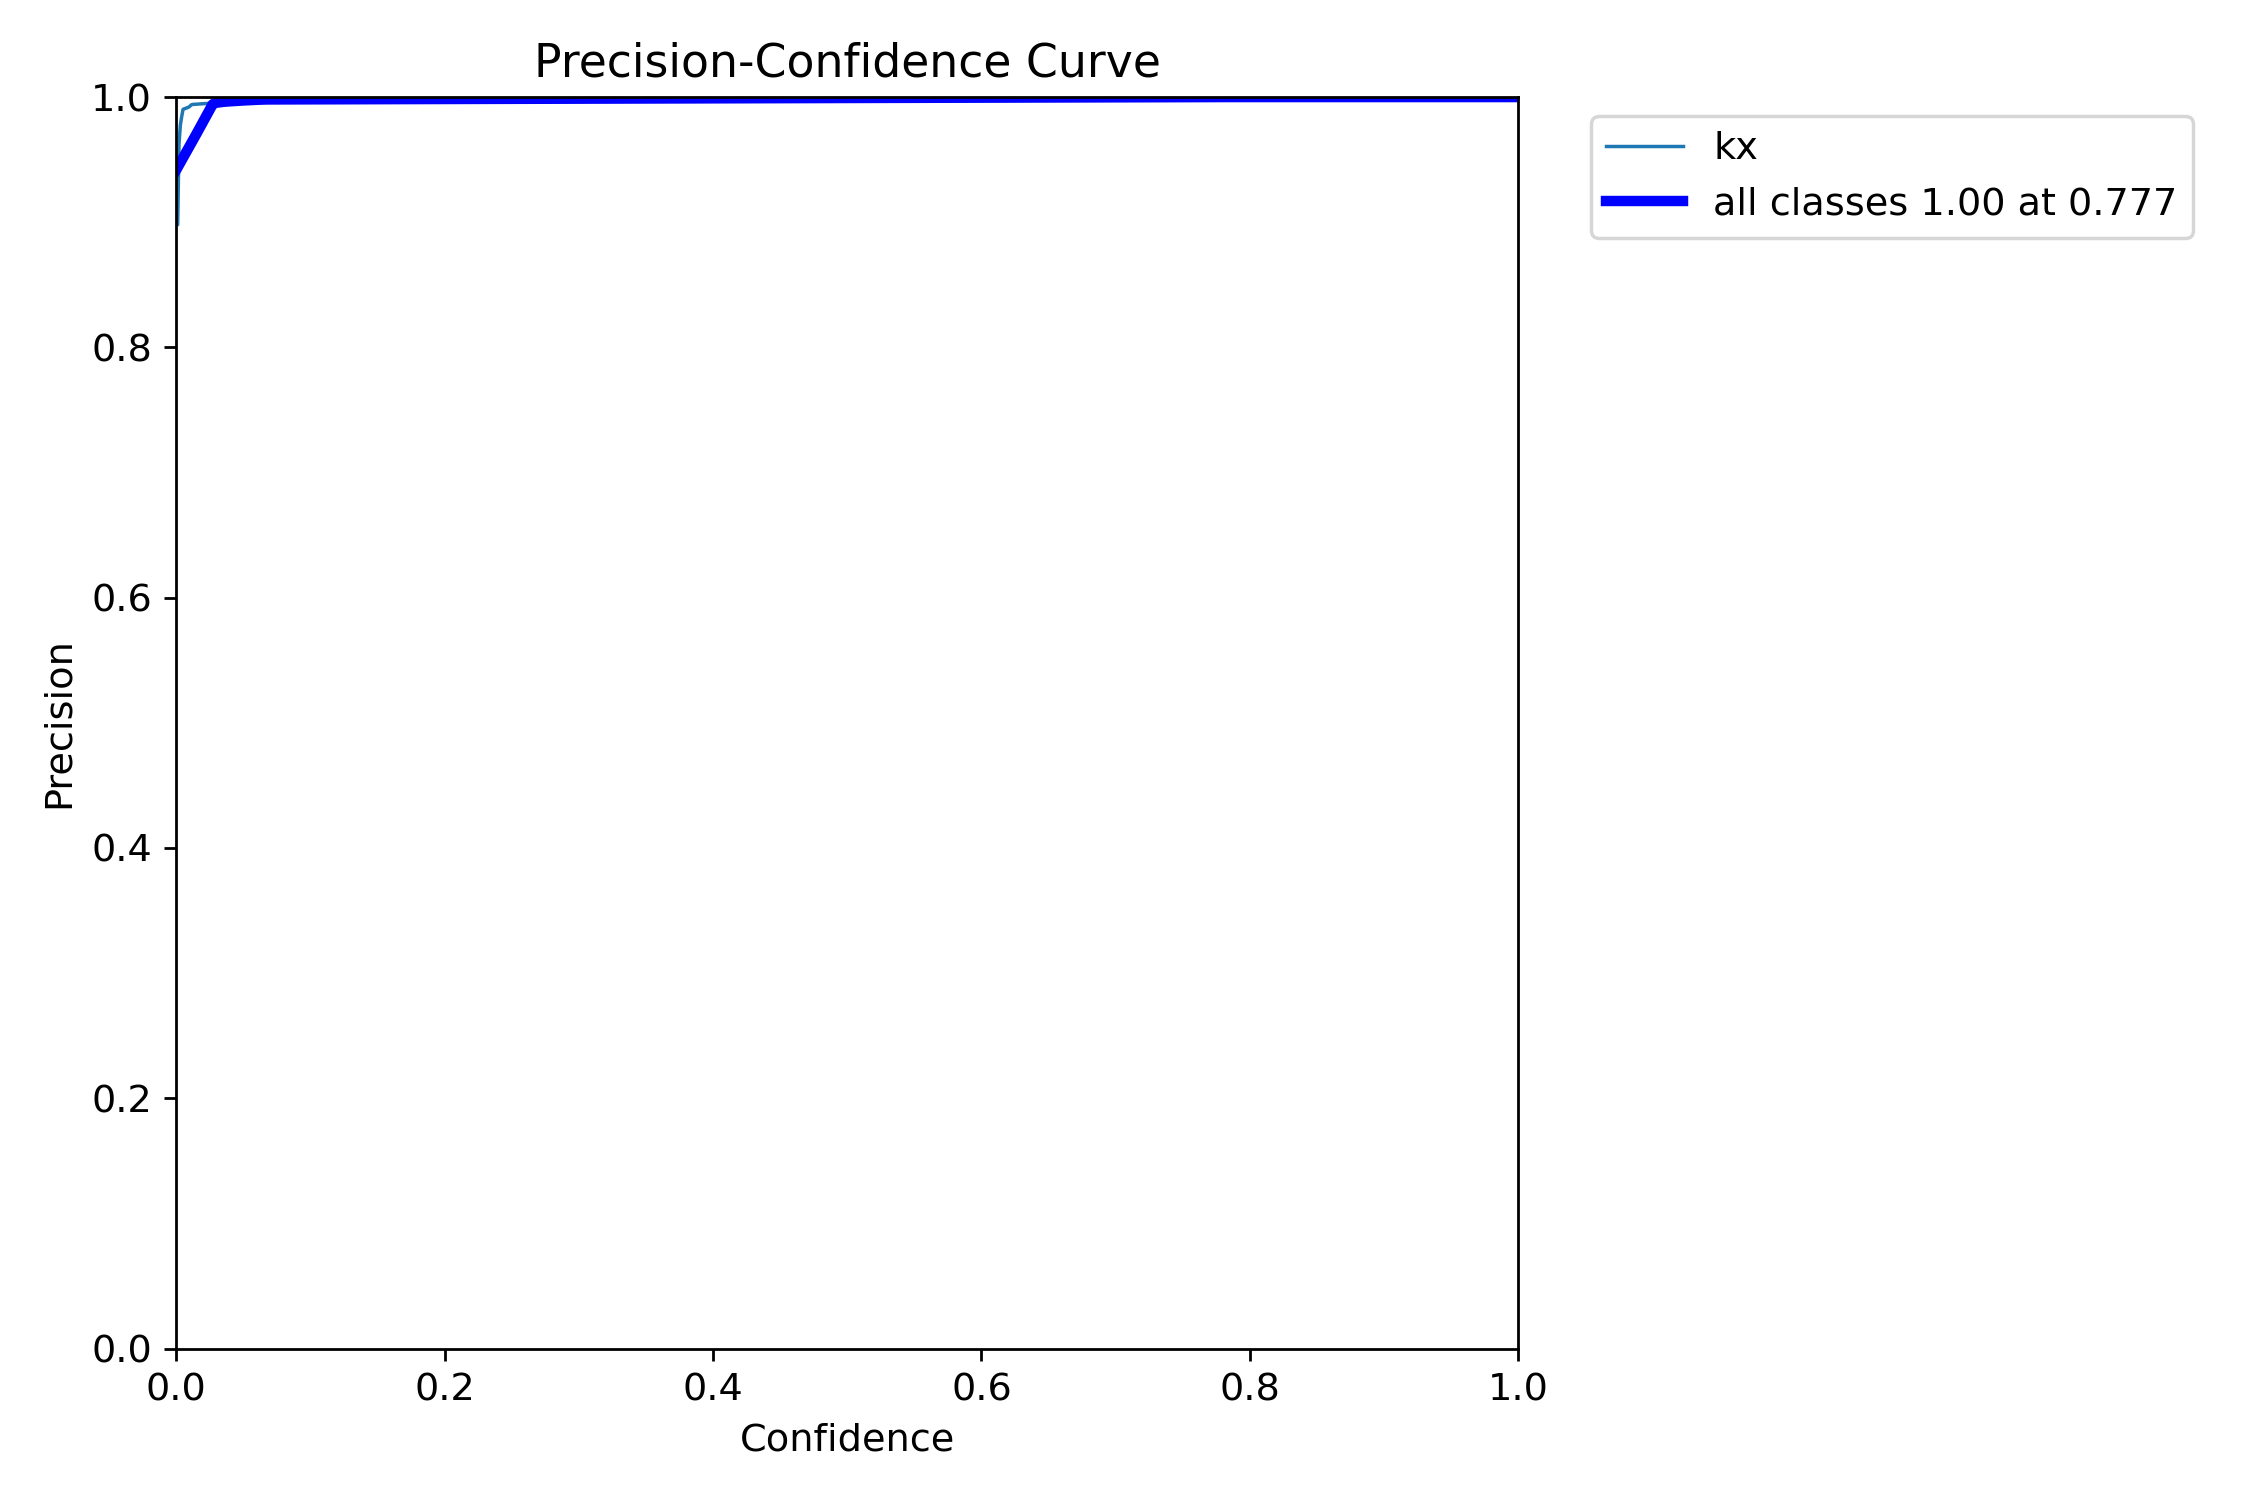 Precision-Confidence Curve
1.0
0.8
0.6
0.4
0.2
0.0
Precision
0.0 0.2 0.4 0.6 0.8 1.0
Confidence
kx
all classes 1.00 at 0.777